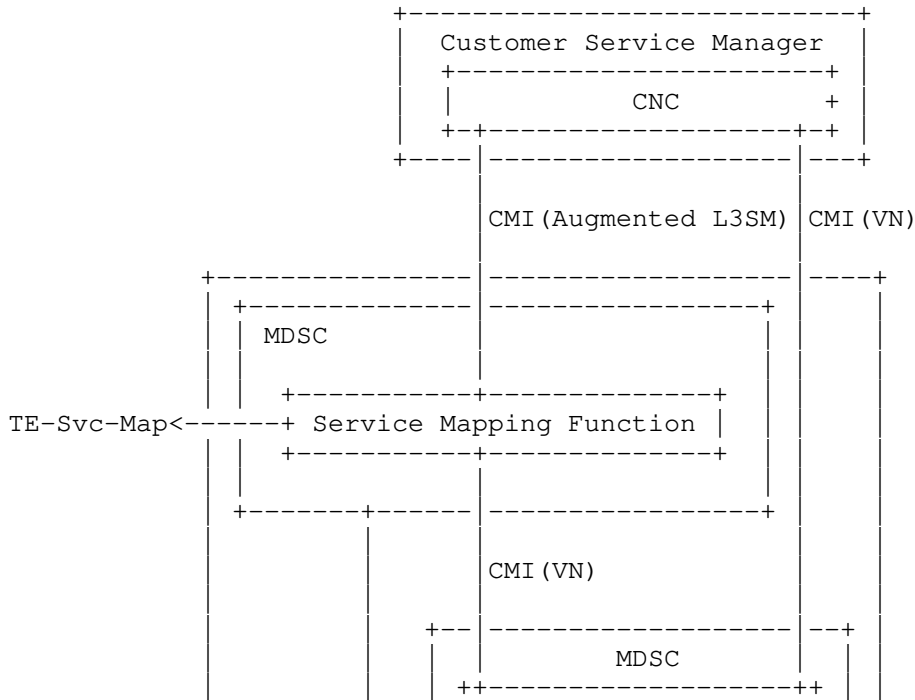 Customer Service Manager
CNC
CMI(Augmented L3SM) CMI(VN)
MDSC
TE-Svc-Map< Service Mapping Function
CMI(VN)
MDSC